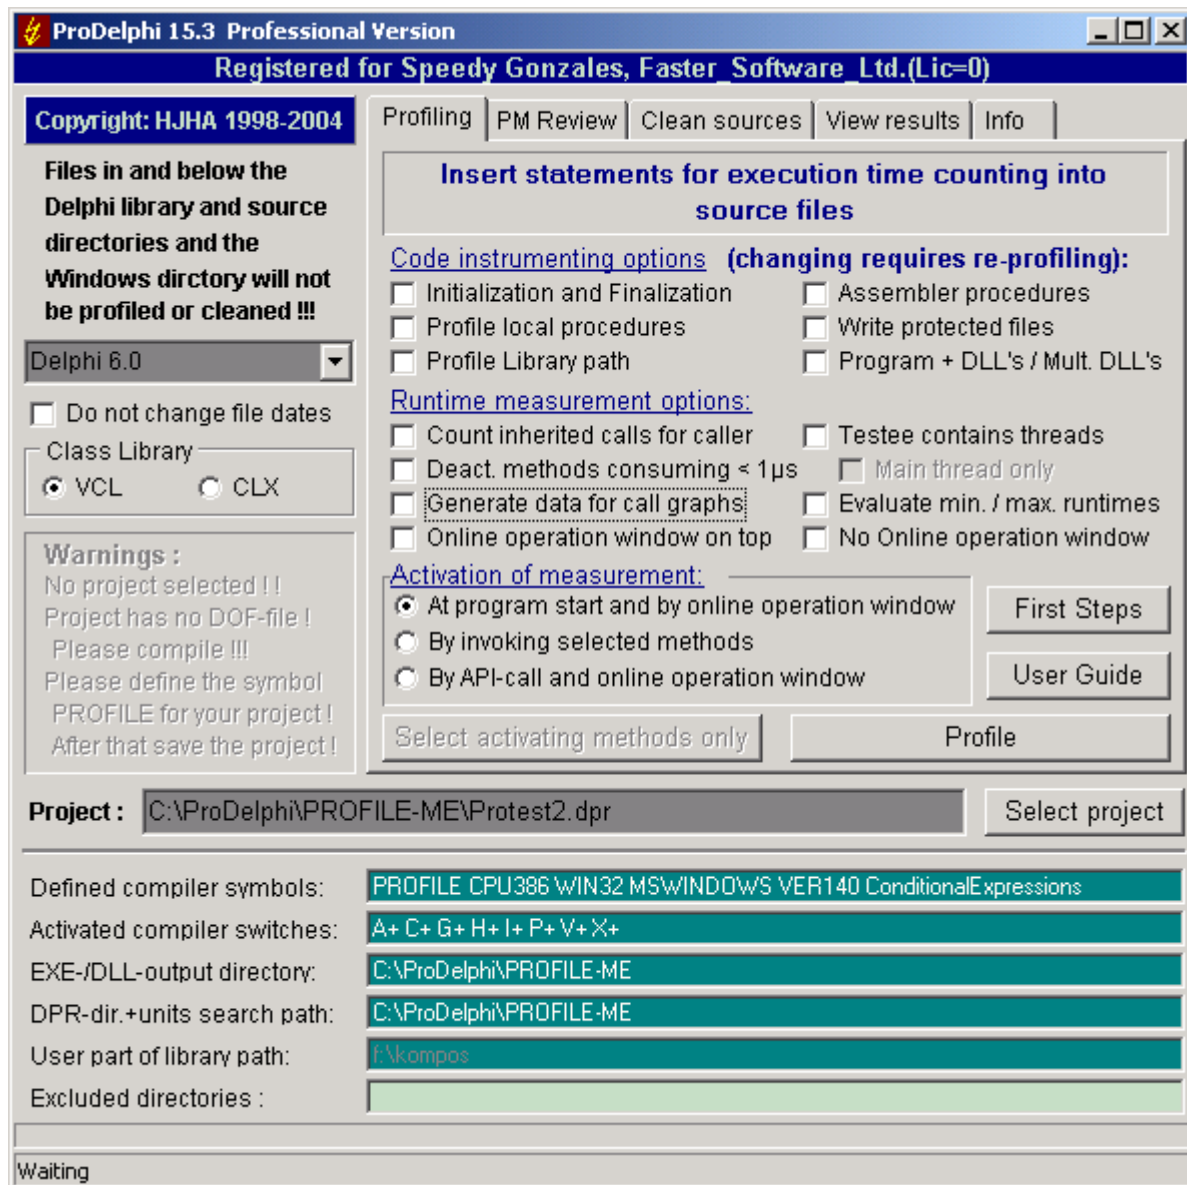 ProDelphi 15.3 Professional Version
Registered for Speedy Gonzales, Faster_Software_Ltd.(Lic=0)
Copyright: HJHA 1998-2004
Files in and below the
Delphi library and source
directories and the
Windows dirctory will not
be profiled or cleaned !!!
Delphi 6.0
Do not change file dates
Class Library
VCL CLX
Warnings :
No project selected ! !
Project has no DOF-file !
Please compile !!!
Please define the symbol
PROFILE for your project !
After that save the project !
Profiling PM Review Clean sources View results Info
Insert statements for execution time counting into
source files
Code instrumenting options (changing requires re-profiling):
Initialization and Finalization Assembler procedures
Profile local procedures Write protected files
Profile Library path Program + DLL's / Mult. DLL's
Runtime measurement options:
Count inherited calls for caller Testee contains threads
Deact. methods consuming < 1µs Main thread only
Generate data for call graphs Evaluate min. / max. runtimes
Online operation window on top No Online operation window
Activation of measurement:
At program start and by online operation window
By invoking selected methods
By API-call and online operation window
First Steps
User Guide
Select activating methods only Profile
Project : C:\ProDelphi\PROFILE-ME\Protest2.dpr Select project
Defined compiler symbols: PROFILE CPU386 WIN32 MSWINDOWS VER140 ConditionalExpressions
Activated compiler switches: A+ C+ G+ H+ I+ P+ V+ X+
EXE-/DLL-output directory: C:\ProDelphi\PROFILE-ME
DPR-dir.+units search path: C:\ProDelphi\PROFILE-ME
User part of library path: f:\kompos
Excluded directories :
Waiting